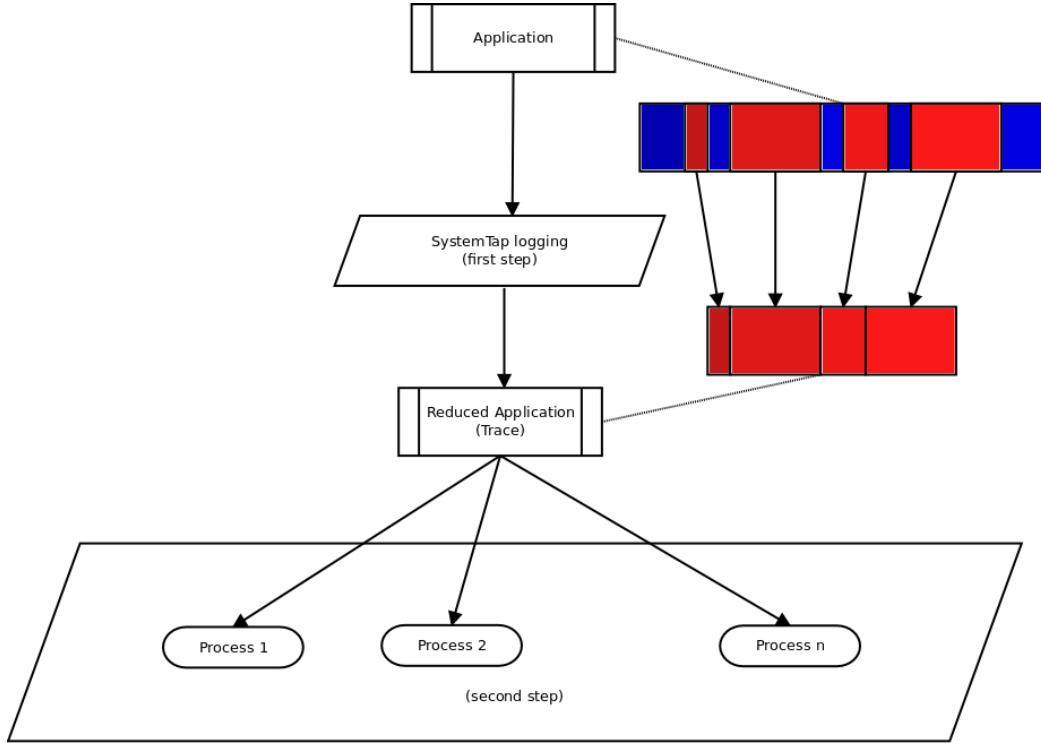 Application
SystemTap logging
(first step)
Reduced Application
(Trace)
Process 1
Process 2
Process n
(second step)